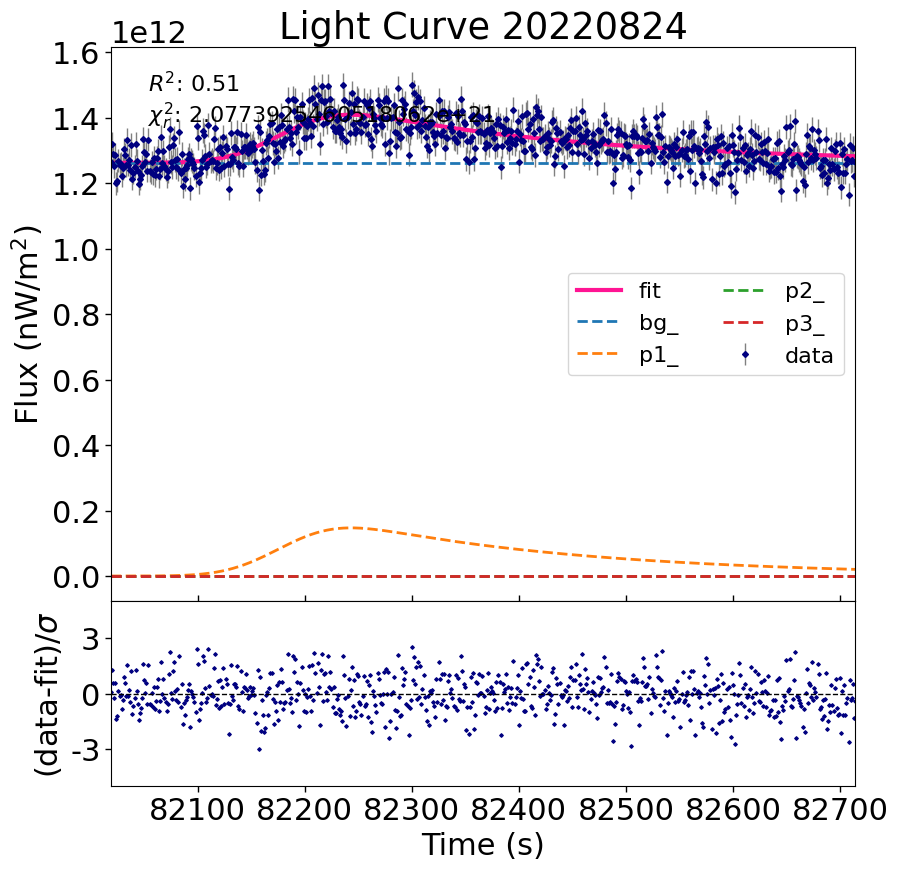 Light Curve 20220824
1e12
1.6
R²: 0.51
1.4
1.2
1.0
0.8
0.6
0.4
0.2
0.0
Flux (nW/m²)
fit
bg_
p1_
p2_
p3_
data
3
0
-3
(data-fit)/σ
82100 82200 82300 82400 82500 82600 82700
Time (s)